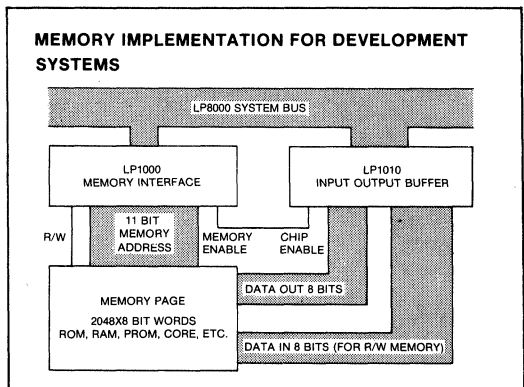 MEMORY IMPLEMENTATION FOR DEVELOPMENT
SYSTEMS
LP8000 SYSTEM BUS
LP1000
MEMORY INTERFACE
LP1010
INPUT OUTPUT BUFFER
R/W
11 BIT
MEMORY
ADDRESS
MEMORY
ENABLE
CHIP
ENABLE
MEMORY PAGE
2048X8 BIT WORDS
ROM, RAM, PROM, CORE, ETC.
DATA OUT 8 BITS
DATA IN 8 BITS (FOR R/W MEMORY)